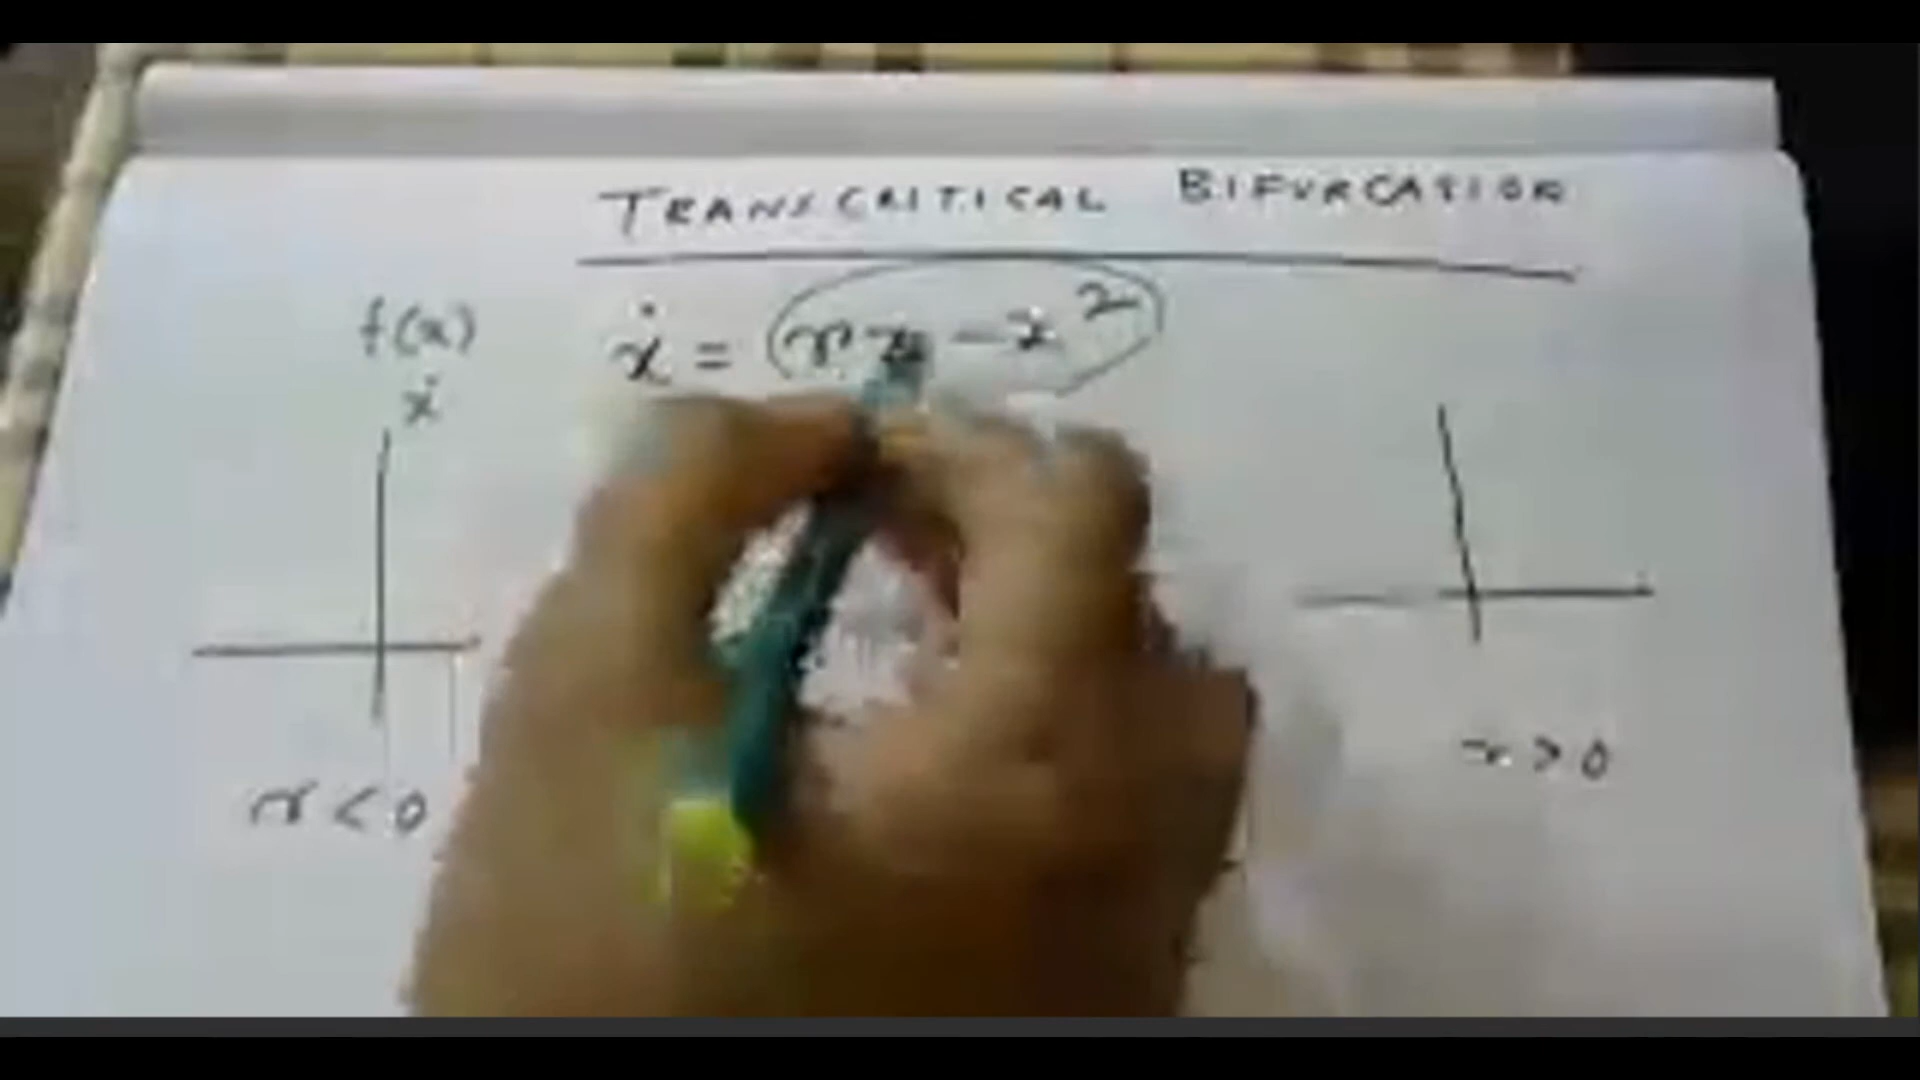 TRANSCRITICAL BIFURCATION
f(x)
ẋ = rx - x²
ẋ
r < 0
r > 0